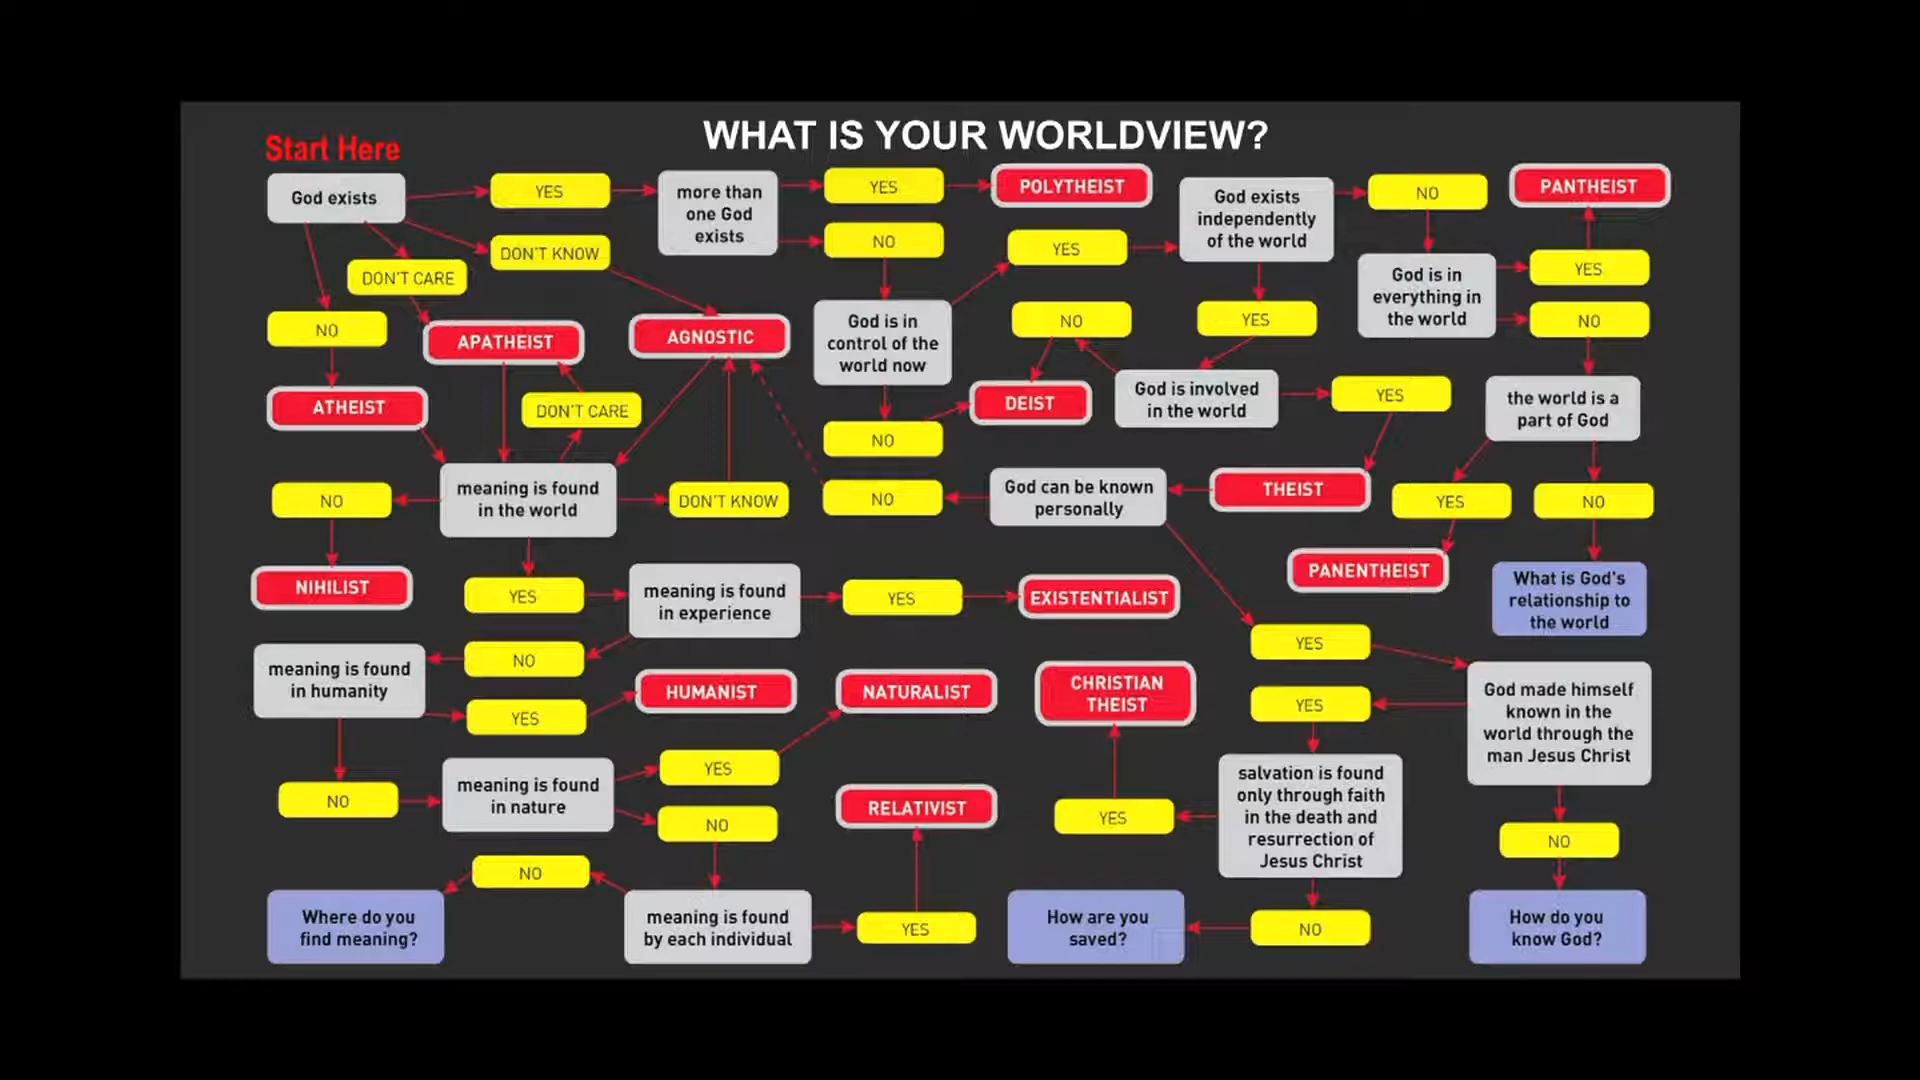 WHAT IS YOUR WORLDVIEW?
Start Here
God exists
YES
DON'T KNOW
DON'T CARE
NO
more than
one God
exists
YES
NO
POLYTHEIST
God exists
independently
of the world
NO
PANTHEIST
YES
God is in
everything in
the world
YES
NO
APATHEIST
AGNOSTIC
God is in
control of the
world now
NO
YES
ATHEIST
DON'T CARE
DEIST
God is involved
in the world
YES
the world is a
part of God
NO
NO
meaning is found
in the world
DON'T KNOW
NO
God can be known
personally
THEIST
YES
NO
NIHILIST
YES
meaning is found
in experience
YES
EXISTENTIALIST
PANENTHEIST
What is God's
relationship to
the world
meaning is found
in humanity
NO
YES
HUMANIST
NATURALIST
CHRISTIAN
THEIST
YES
YES
God made himself
known in the
world through the
man Jesus Christ
NO
meaning is found
in nature
YES
NO
RELATIVIST
YES
salvation is found
only through faith
in the death and
resurrection of
Jesus Christ
NO
NO
Where do you
find meaning?
meaning is found
by each individual
YES
How are you
saved?
NO
How do you
know God?